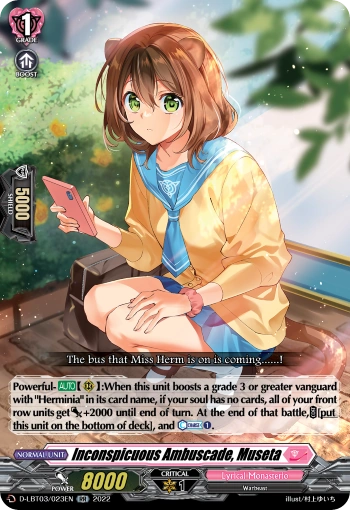 1
GRADE
BOOST
5000
SHIELD
The bus that Miss Herm is on is coming......!
Powerful-AUTO(RC):When this unit boosts a grade 3 or greater vanguard
with "Herminia" in its card name, if your soul has no cards, all of your front
row units get +2000 until end of turn. At the end of that battle, [put
this unit on the bottom of deck], and DRAW 1.
NORMAL UNIT
Inconspicuous Ambuscade, Museta
POWER 8000
CRITICAL
1
Lyrical Monasterio
Warbeast
D-LBT03/023EN RR 2022
illust/村上ゆいち